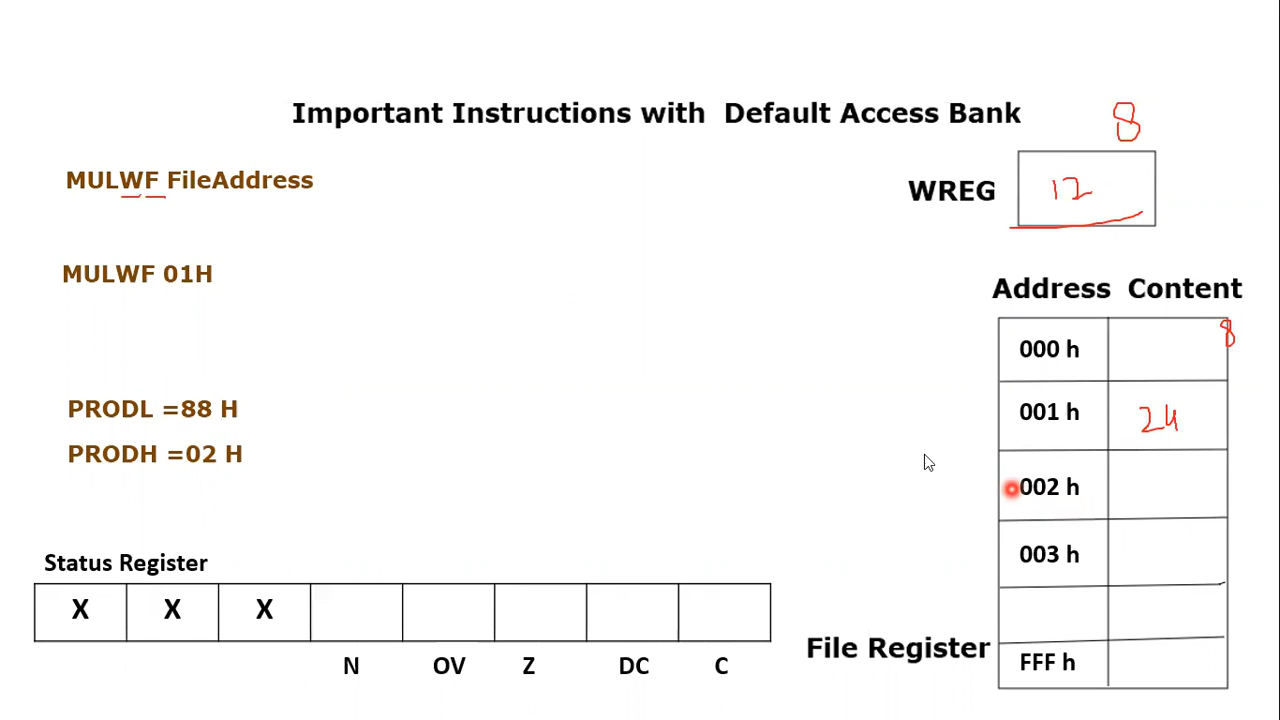 Important Instructions with Default Access Bank
8
MULWF FileAddress
WREG
12
MULWF 01H
Address Content
000 h
8
001 h
24
PRODL =88 H
PRODH =02 H
002 h
003 h
Status Register
X X X
N OV Z DC C
File Register
FFF h